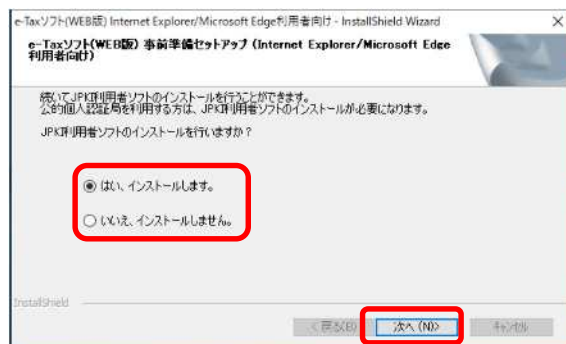 e-Taxソフト(WEB版) Internet Explorer/Microsoft Edge利用者向け - InstallShield Wizard
e-Taxソフト(WEB版) 事前準備セットアップ (Internet Explorer/Microsoft Edge
利用者向け)
続いてJPKI利用者ソフトのインストールを行うことができます。
公的個人認証局を利用する方は、JPKI利用者ソフトのインストールが必要になります。
JPKI利用者ソフトのインストールを行いますか?
はい、インストールします。
いいえ、インストールしません。
InstallShield
< 戻る(B) 次へ (N)> キャンセル